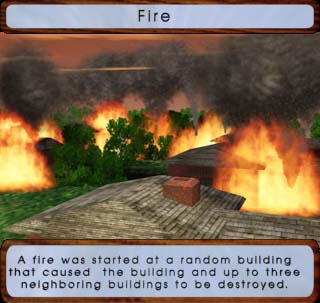 Fire
A fire was started at a random building
that caused the building and up to three
neighboring buildings to be destroyed.